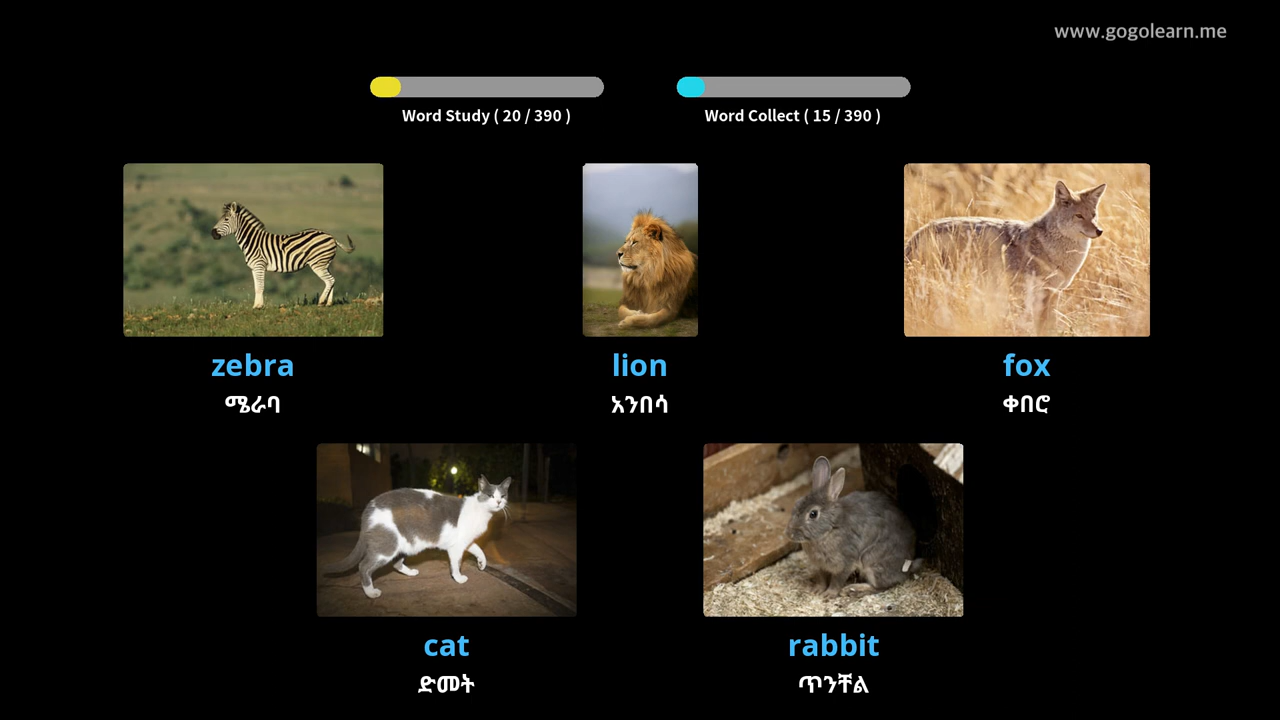 www.gogolearn.me
Word Study ( 20 / 390 )
Word Collect ( 15 / 390 )
zebra
ሜራባ
lion
አንበሳ
fox
ቀበሮ
cat
ድመት
rabbit
ጥንቸል